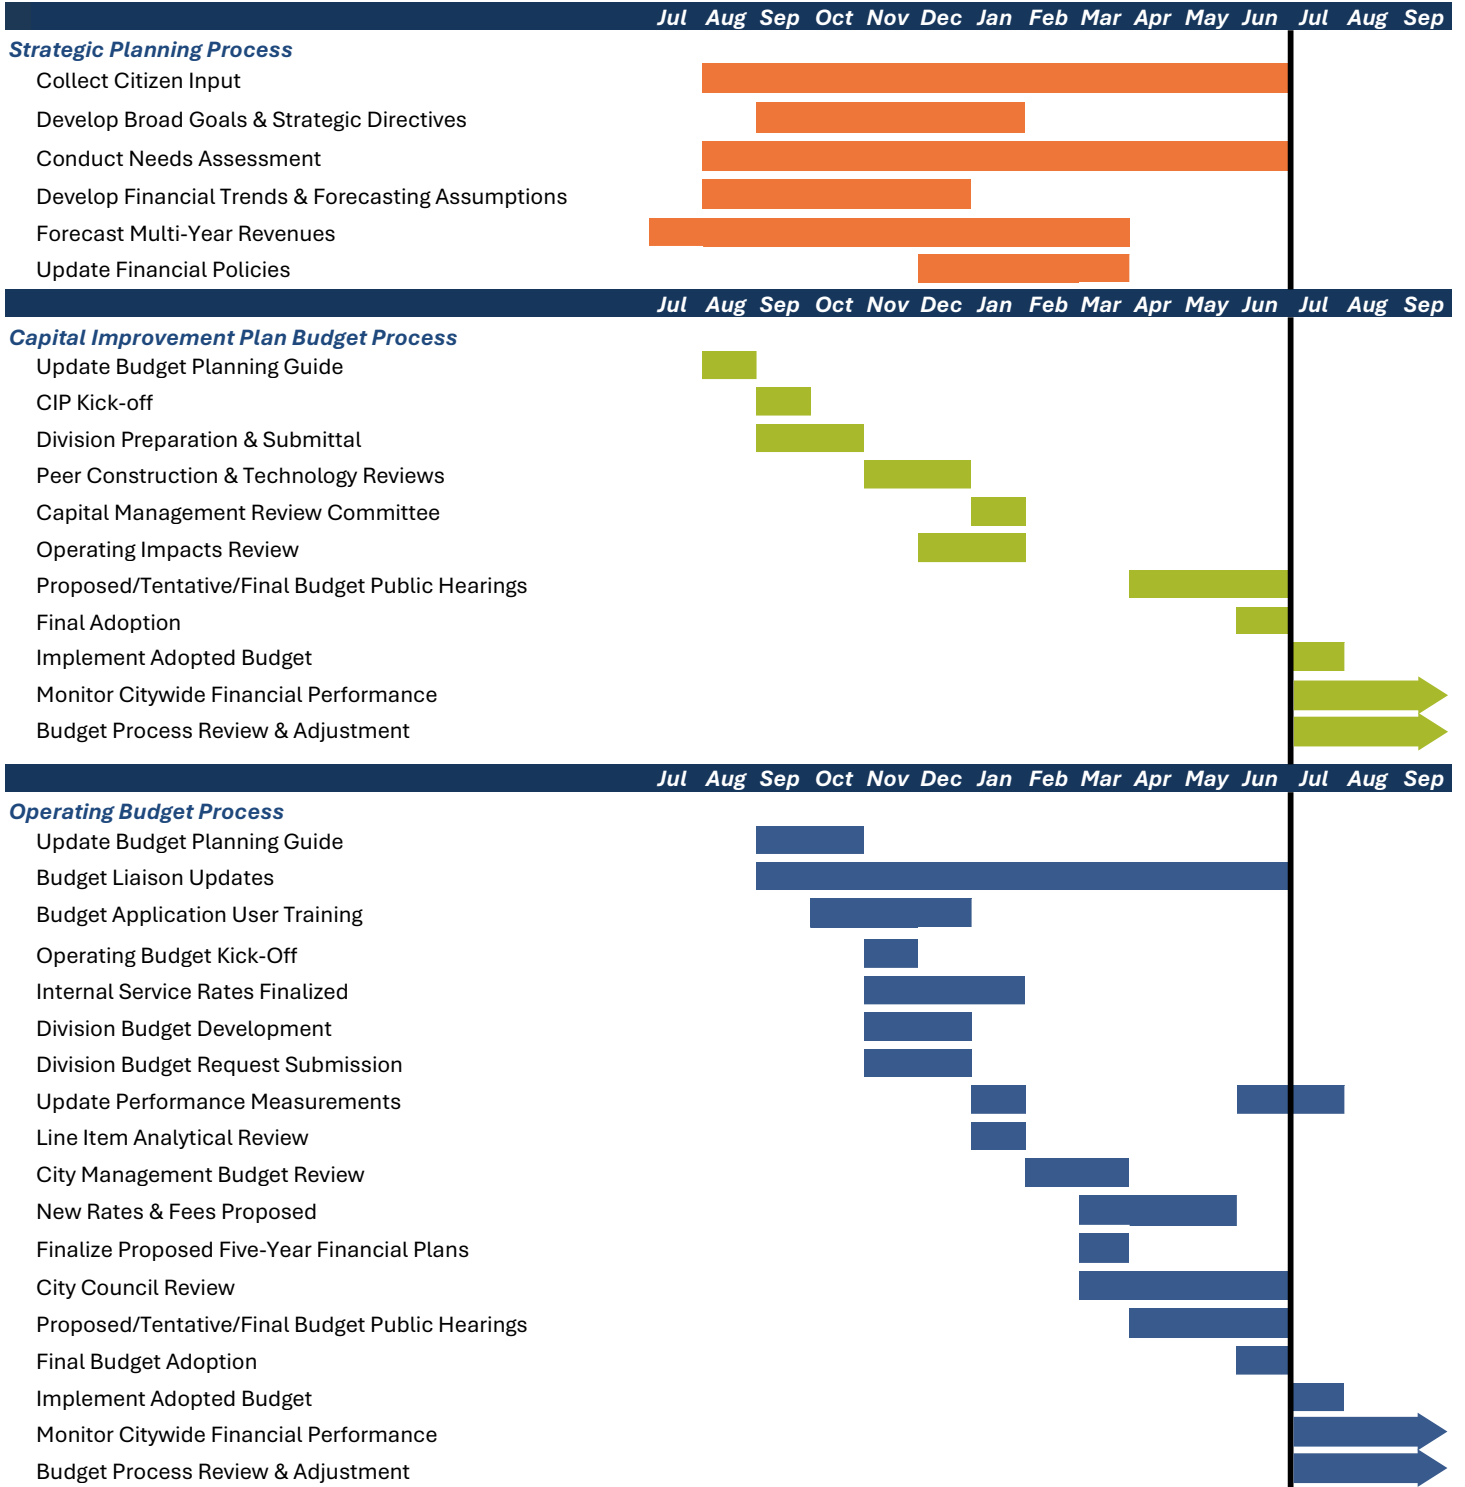 Jul Aug Sep Oct Nov Dec Jan Feb Mar Apr May Jun Jul Aug Sep
Strategic Planning Process
Collect Citizen Input
Develop Broad Goals & Strategic Directives
Conduct Needs Assessment
Develop Financial Trends & Forecasting Assumptions
Forecast Multi-Year Revenues
Update Financial Policies
Jul Aug Sep Oct Nov Dec Jan Feb Mar Apr May Jun Jul Aug Sep
Capital Improvement Plan Budget Process
Update Budget Planning Guide
CIP Kick-off
Division Preparation & Submittal
Peer Construction & Technology Reviews
Capital Management Review Committee
Operating Impacts Review
Proposed/Tentative/Final Budget Public Hearings
Final Adoption
Implement Adopted Budget
Monitor Citywide Financial Performance
Budget Process Review & Adjustment
Jul Aug Sep Oct Nov Dec Jan Feb Mar Apr May Jun Jul Aug Sep
Operating Budget Process
Update Budget Planning Guide
Budget Liaison Updates
Budget Application User Training
Operating Budget Kick-Off
Internal Service Rates Finalized
Division Budget Development
Division Budget Request Submission
Update Performance Measurements
Line Item Analytical Review
City Management Budget Review
New Rates & Fees Proposed
Finalize Proposed Five-Year Financial Plans
City Council Review
Proposed/Tentative/Final Budget Public Hearings
Final Budget Adoption
Implement Adopted Budget
Monitor Citywide Financial Performance
Budget Process Review & Adjustment